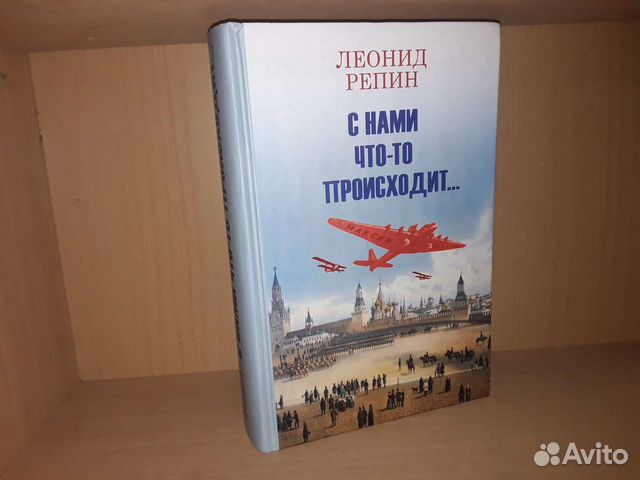 ЛЕОНИД
РЕПИН
С НАМИ
ЧТО-ТО
ПРОИСХОДИТ...
МАКСИМ
Avito